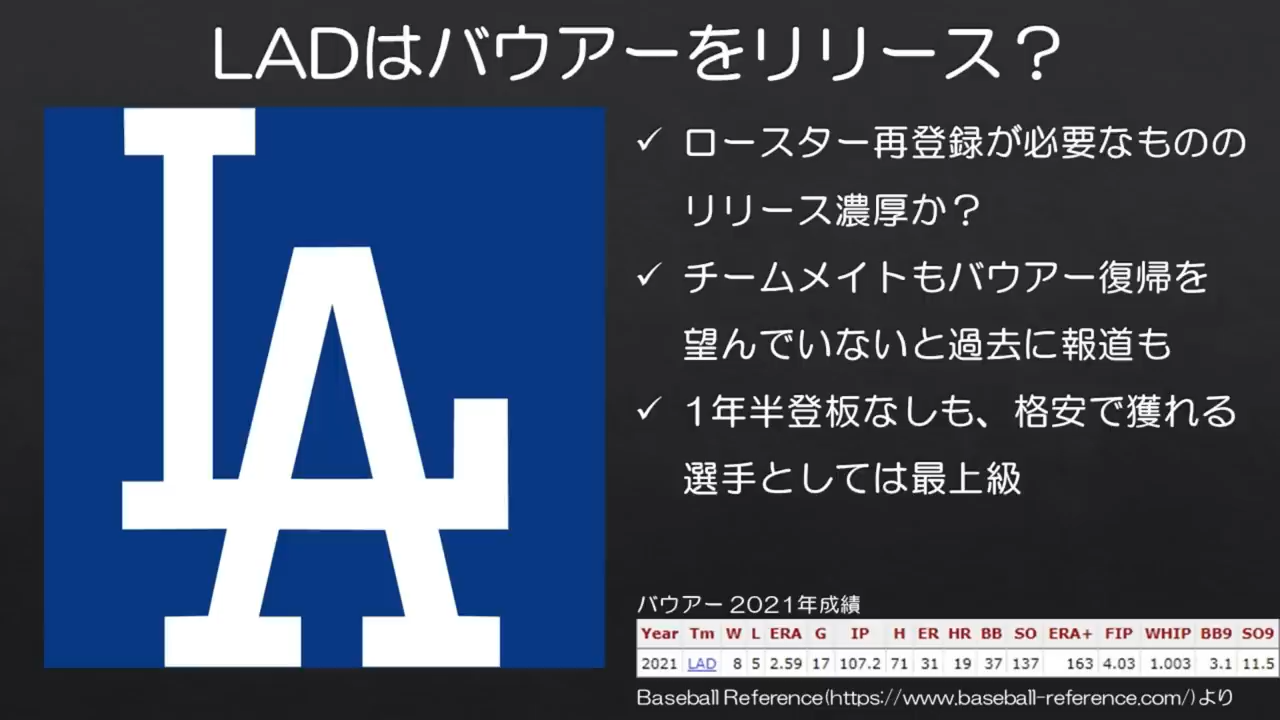 LADはバウアーをリリース？
LA
✓ ロースター再登録が必要なものの
リリース濃厚か？
✓ チームメイトもバウアー復帰を
望んでいないと過去に報道も
✓ 1年半登板なしも、格安で獲れる
選手としては最上級
バウアー 2021年成績
Year Tm W L ERA G IP H ER HR BB SO ERA+ FIP WHIP BB9 SO9
2021 LAD 8 5 2.59 17 107.2 71 31 19 37 137 163 4.03 1.003 3.1 11.5
Baseball Reference(https://www.baseball-reference.com/)より